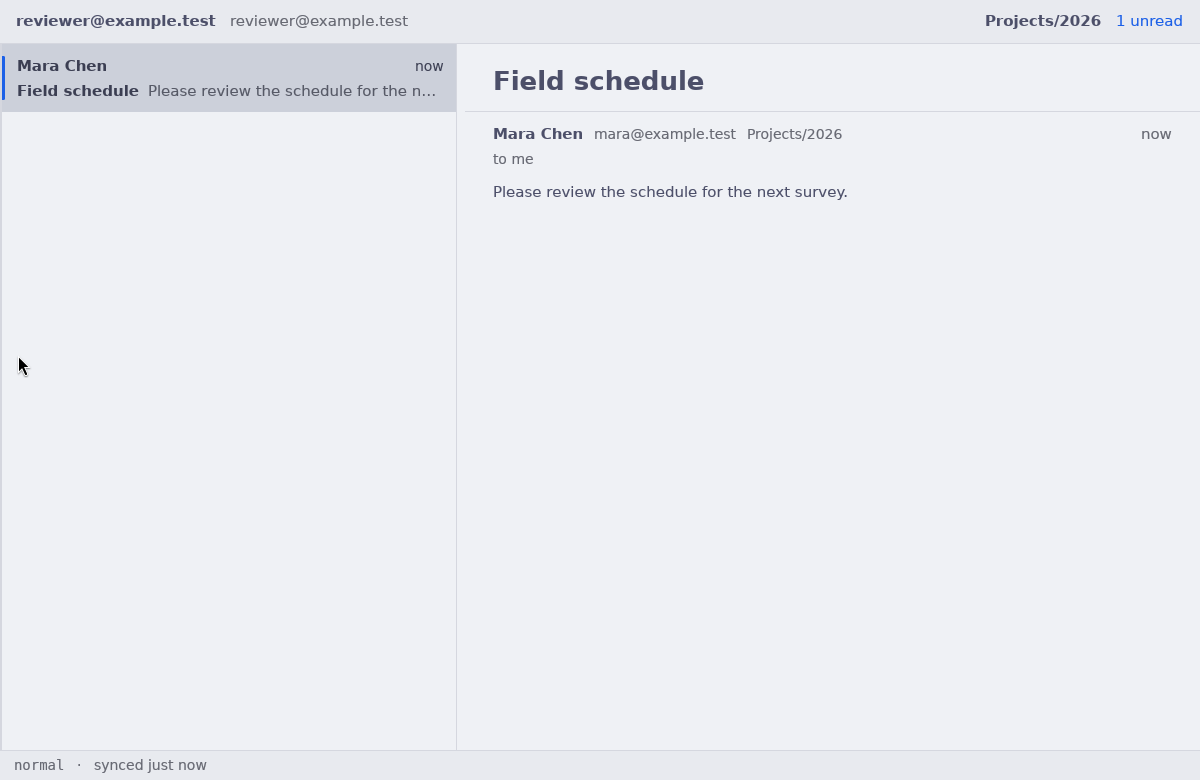 reviewer@example.test reviewer@example.test Projects/2026 1 unread
Mara Chen now
Field schedule Please review the schedule for the n…
Field schedule
Mara Chen mara@example.test Projects/2026 now
to me
Please review the schedule for the next survey.
normal · synced just now